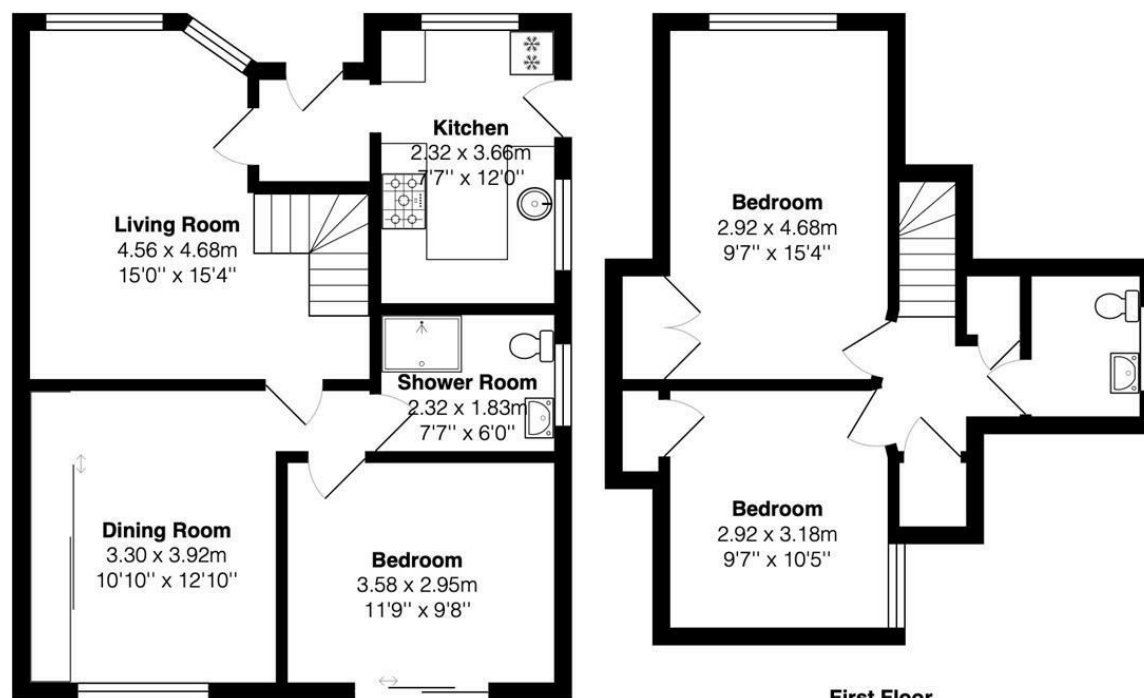 Kitchen
2.32 x 3.66m
7'7'' x 12'0''
Living Room
4.56 x 4.68m
15'0'' x 15'4''
Shower Room
2.32 x 1.83m
7'7'' x 6'0''
Dining Room
3.30 x 3.92m
10'10'' x 12'10''
Bedroom
3.58 x 2.95m
11'9'' x 9'8''
Bedroom
2.92 x 4.68m
9'7'' x 15'4''
Bedroom
2.92 x 3.18m
9'7'' x 10'5''
First Floor